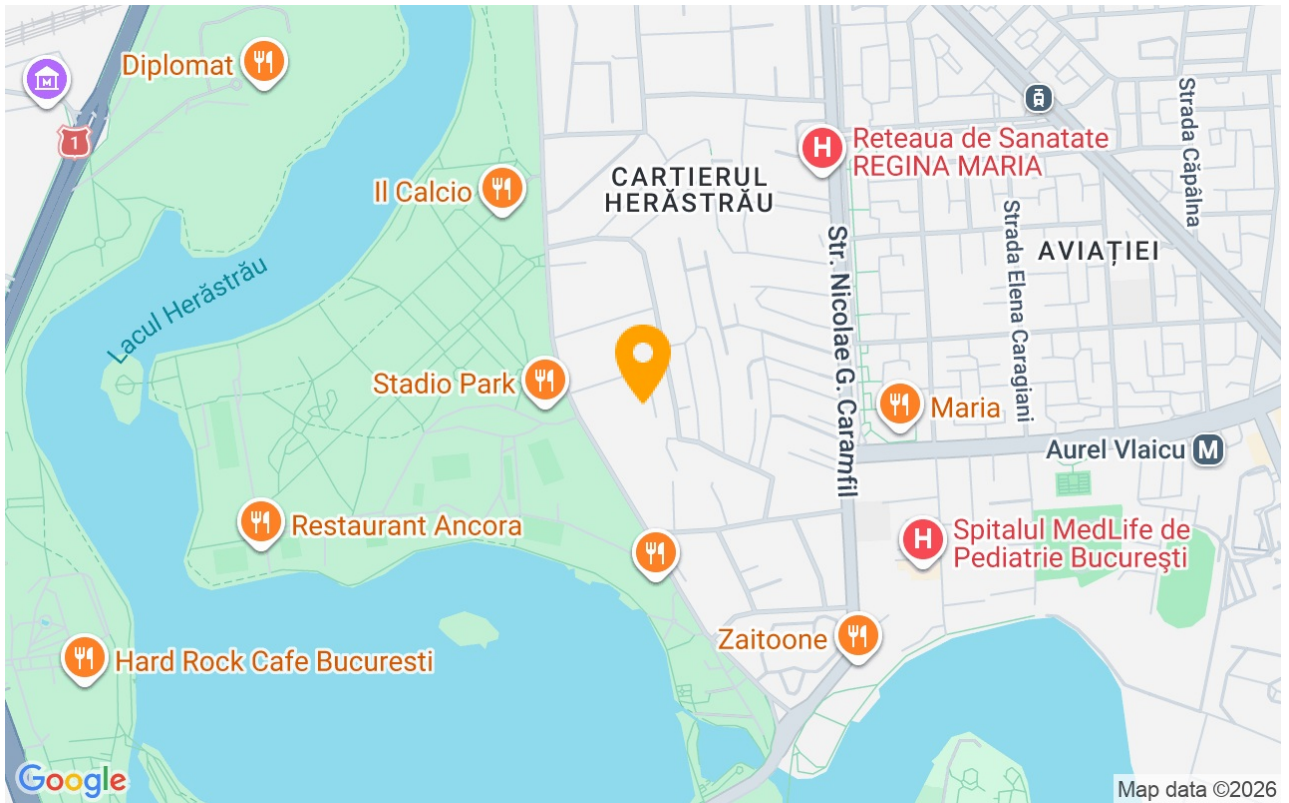 Diplomat
1
Strada Căpâlna
H
Reteaua de Sanatate
REGINA MARIA
CARTIERUL
HERĂSTRĂU
Il Calcio
Strada Elena Caragiani
AVIAȚIEI
Str. Nicolae G. Caramfil
Lacul Herăstrău
Stadio Park
Maria
Aurel Vlaicu M
Restaurant Ancora
H
Spitalul MedLife de
Pediatrie Bucureşti
Zaitoone
Hard Rock Cafe Bucuresti
Google
Map data ©2026